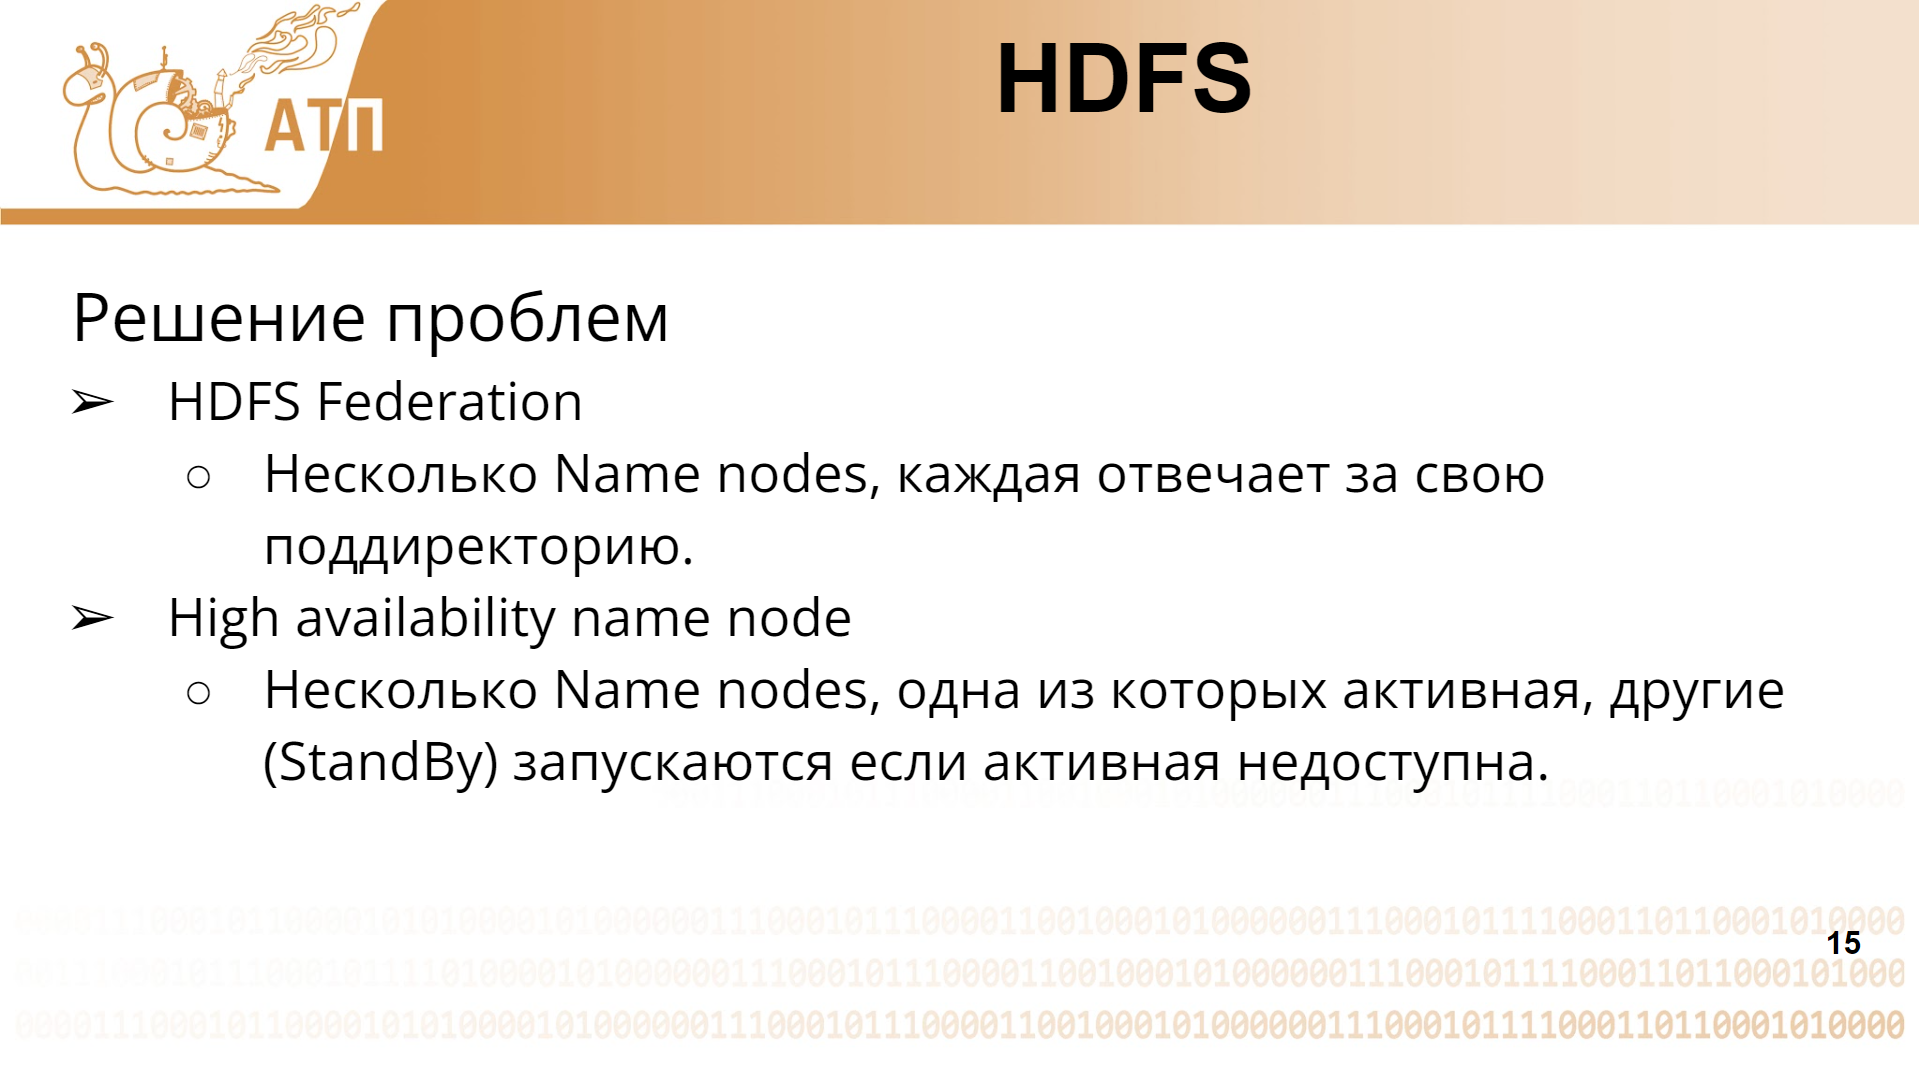 АТП
HDFS
Решение проблем
➢ HDFS Federation
○ Несколько Name nodes, каждая отвечает за свою
поддиректорию.
➢ High availability name node
○ Несколько Name nodes, одна из которых активная, другие
(StandBy) запускаются если активная недоступна.
15